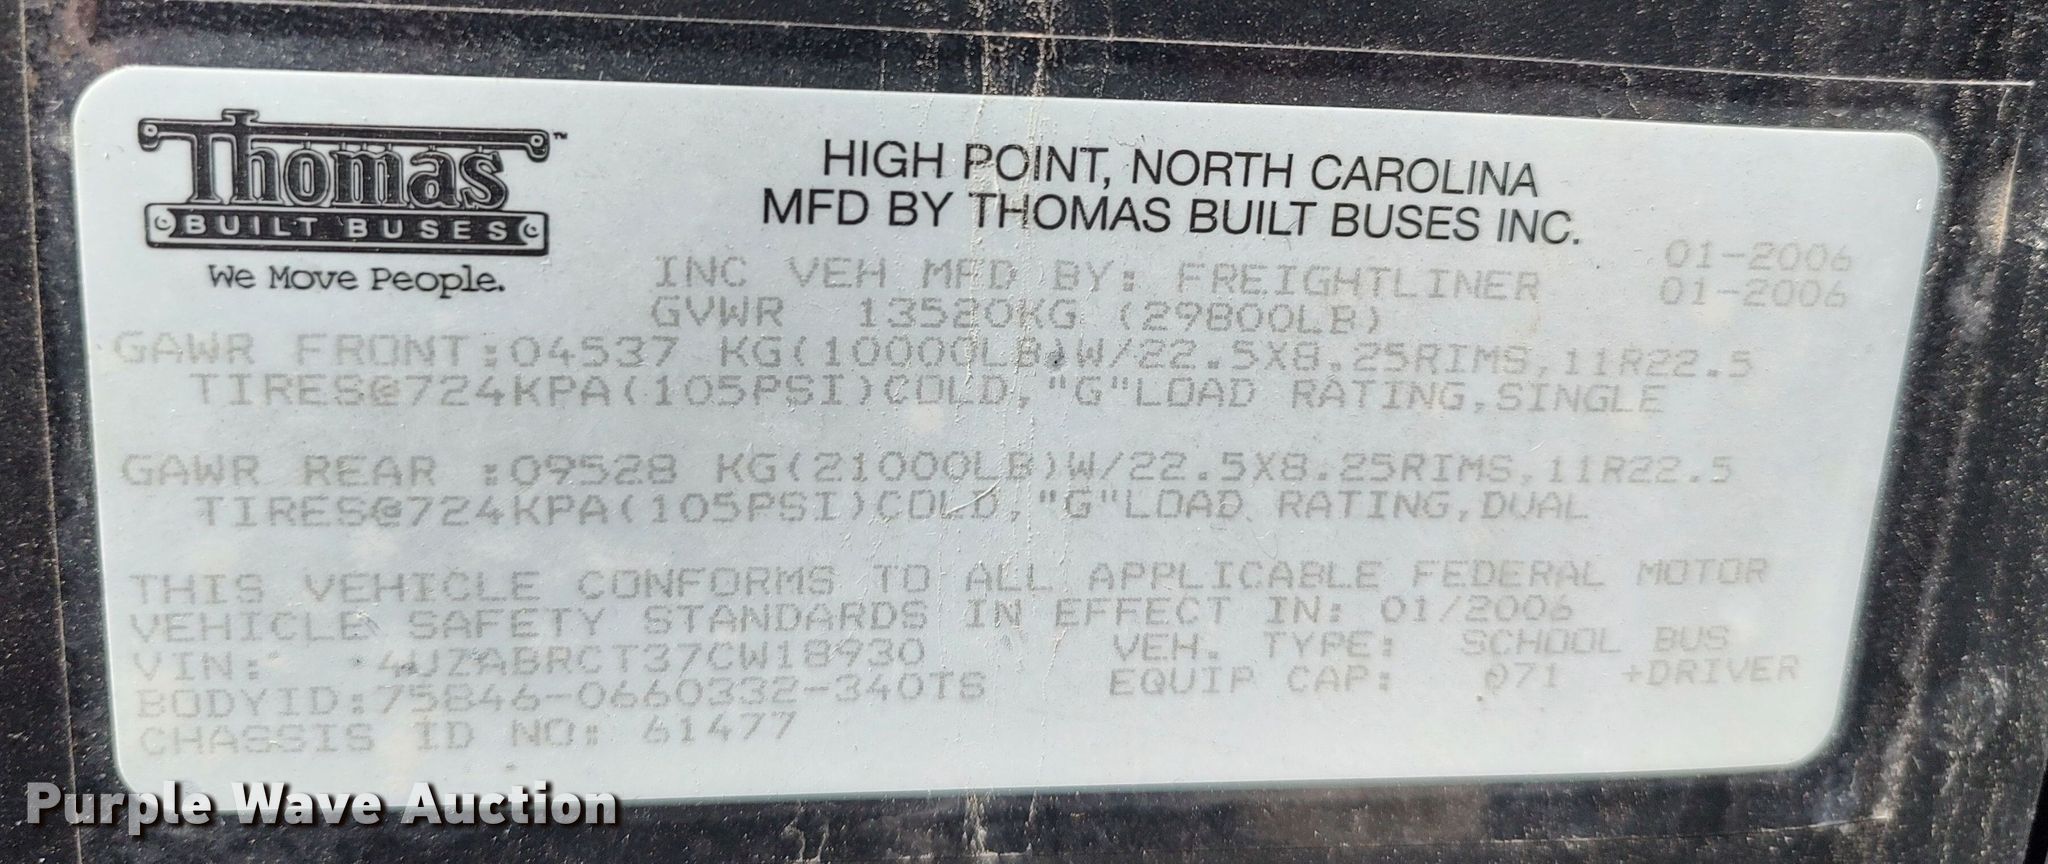 Thomas™
BUILT BUSES
We Move People.
HIGH POINT, NORTH CAROLINA
MFD BY THOMAS BUILT BUSES INC.
01-2006
INC VEH MFD BY: FREIGHTLINER 01-2006
GVWR 13520KG (29800LB)
GAWR FRONT:04537 KG(10000LB)W/22.5X8.25RIMS,11R22.5
TIRES@724KPA(105PSI)COLD,"G"LOAD RATING,SINGLE
GAWR REAR :09528 KG(21000LB)W/22.5X8.25RIMS,11R22.5
TIRES@724KPA(105PSI)COLD,"G"LOAD RATING,DUAL
THIS VEHICLE CONFORMS TO ALL APPLICABLE FEDERAL MOTOR
VEHICLE SAFETY STANDARDS IN EFFECT IN: 01/2006
VIN: 4UZABRCT37CW18930 VEH. TYPE: SCHOOL BUS
BODYID:75846-0660332-340TS EQUIP CAP: 071 +DRIVER
CHASSIS ID NO: 61477
Purple Wave Auction